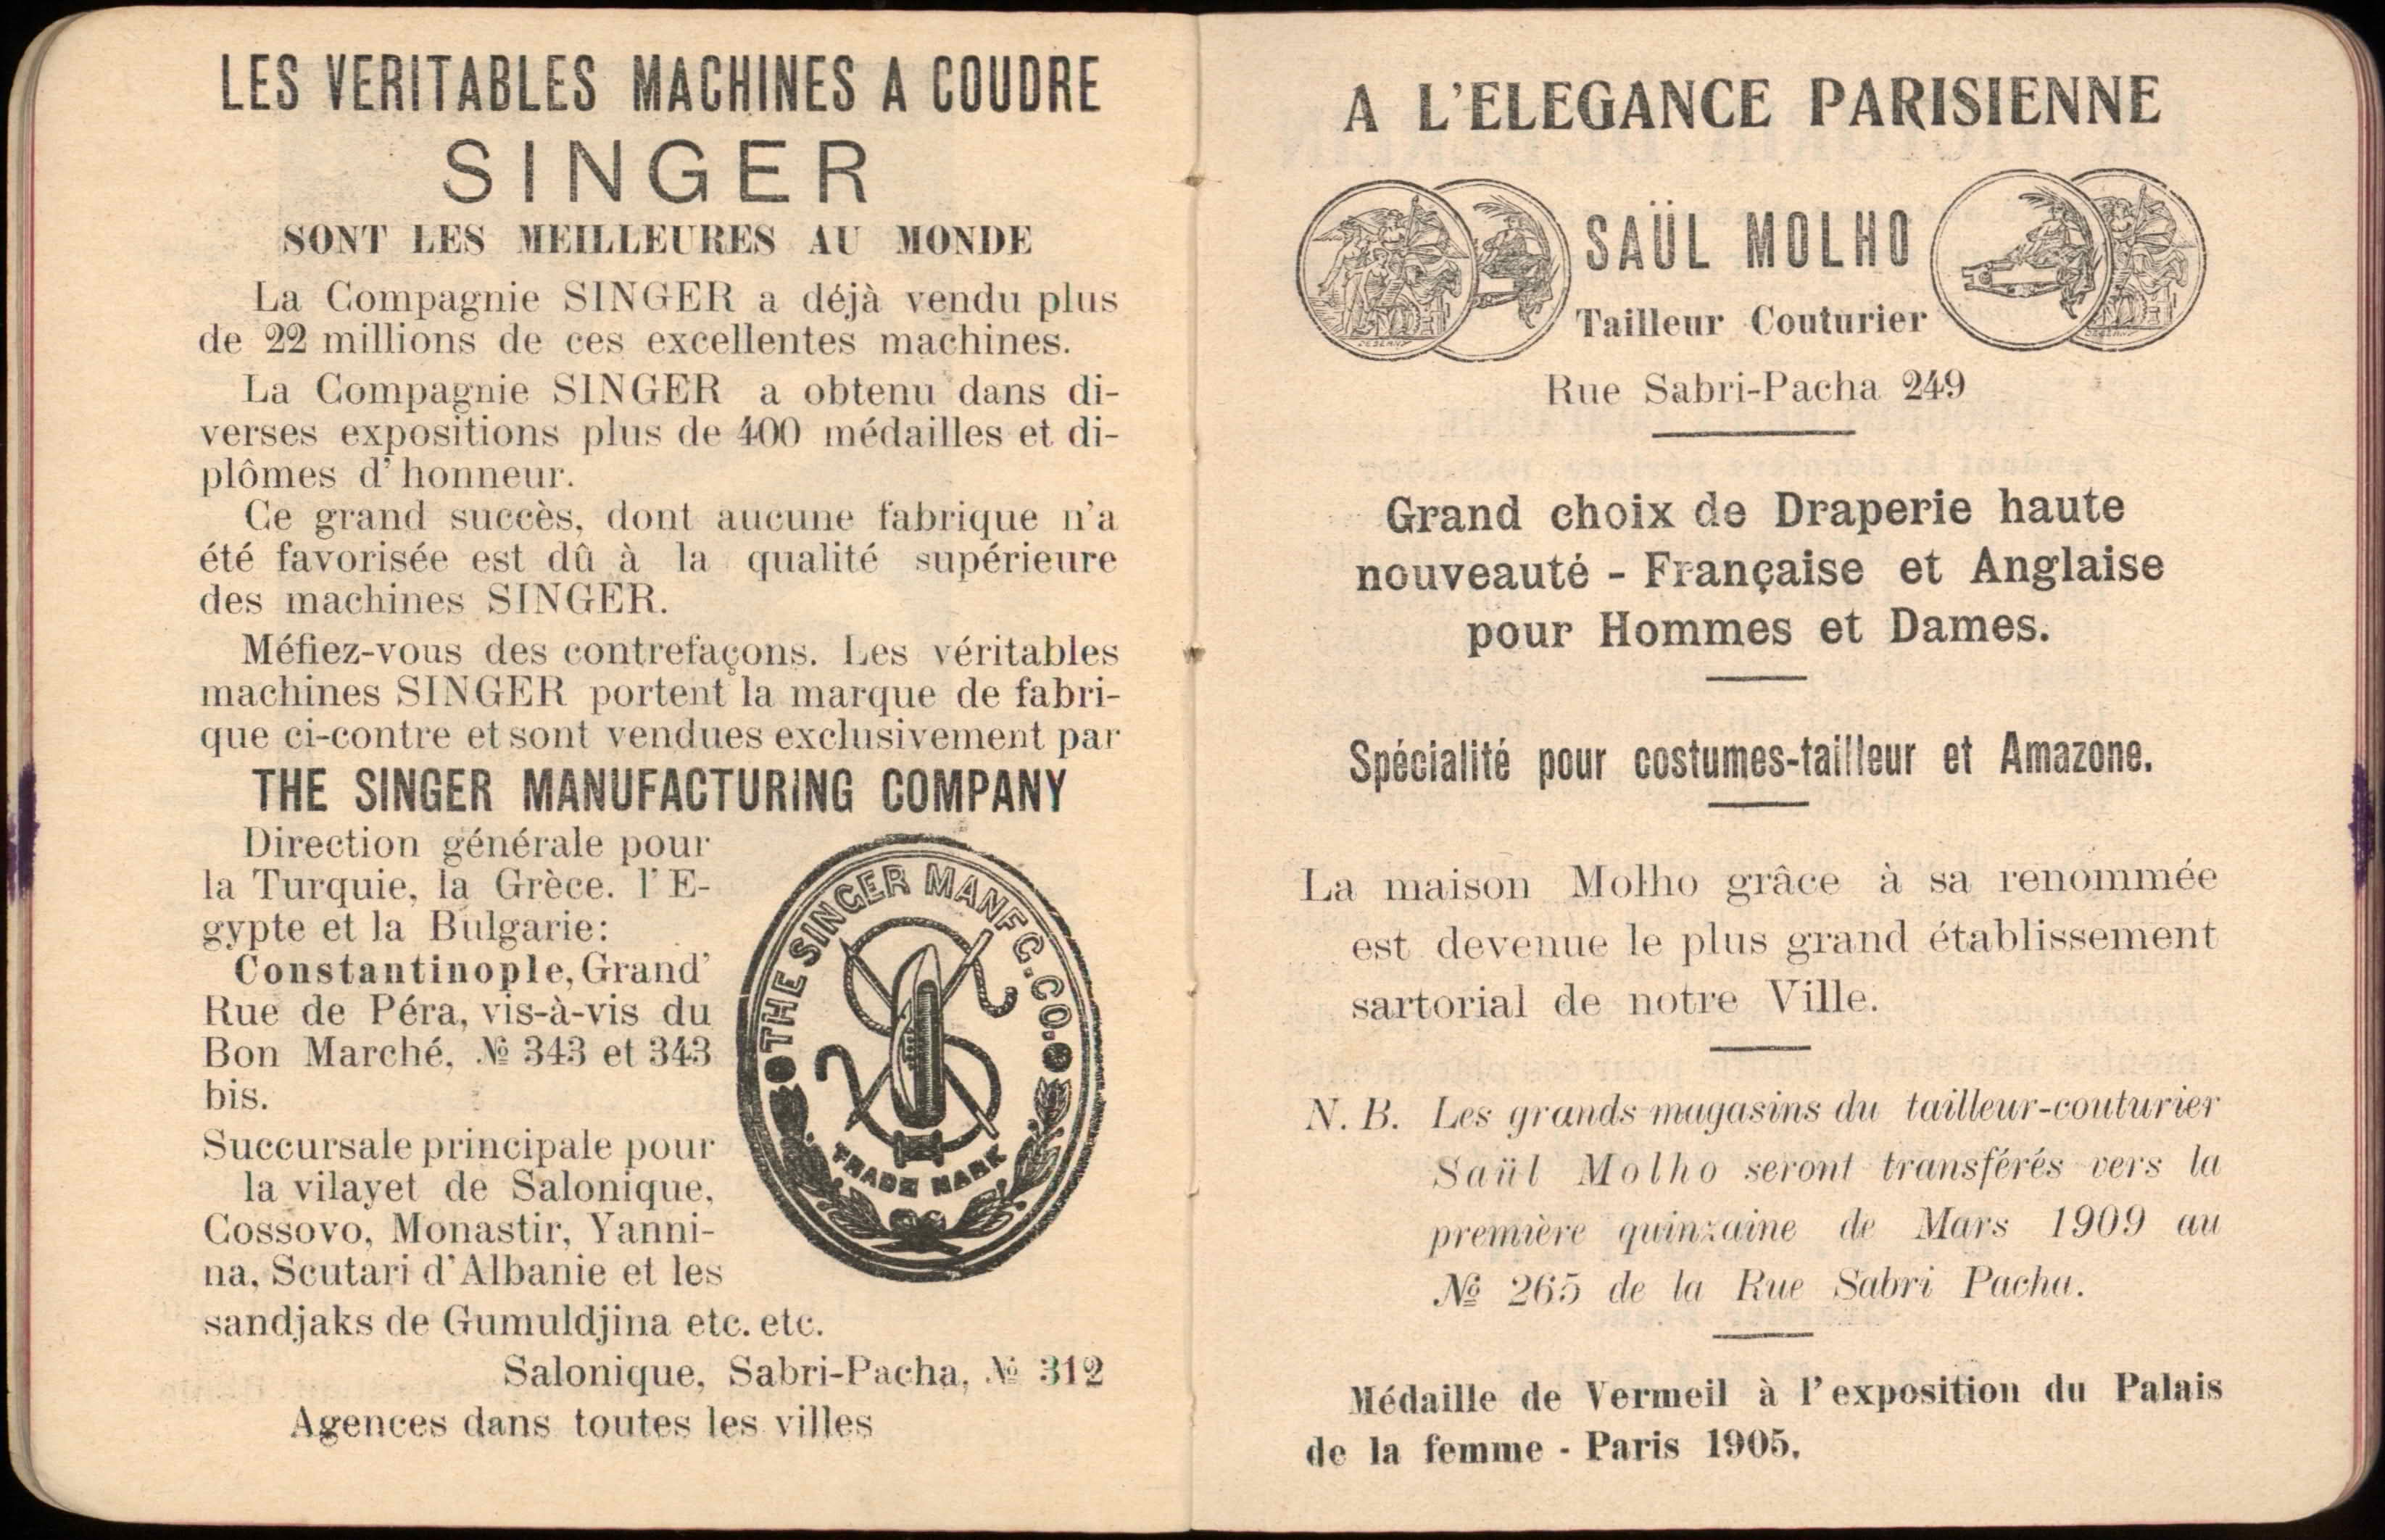 LES VERITABLES MACHINES A COUDRE
SINGER
SONT LES MEILLEURES AU MONDE
La Compagnie SINGER a déjà vendu plus
de 22 millions de ces excellentes machines.
La Compagnie SINGER a obtenu dans di-
verses expositions plus de 400 médailles et di-
plômes d'honneur.
Ce grand succès, dont aucune fabrique n'a
été favorisée est dû à la qualité supérieure
des machines SINGER.
Méfiez-vous des contrefaçons. Les véritables
machines SINGER portent la marque de fabri-
que ci-contre et sont vendues exclusivement par
THE SINGER MANUFACTURING COMPANY
Direction générale pour
la Turquie, la Grèce. l'E-
gypte et la Bulgarie:
Constantinople, Grand'
Rue de Péra, vis-à-vis du
Bon Marché, № 343 et 343
bis.
Succursale principale pour
la vilayet de Salonique,
Cossovo, Monastir, Yanni-
na, Scutari d'Albanie et les
sandjaks de Gumuldjina etc. etc.
Salonique, Sabri-Pacha, № 312
Agences dans toutes les villes
THE SINGER MANFG. CO.
TRADE MARK
A L'ELEGANCE PARISIENNE
SAÜL MOLHO
Tailleur Couturier
Rue Sabri-Pacha 249
Grand choix de Draperie haute
nouveauté - Française et Anglaise
pour Hommes et Dames.
Spécialité pour costumes-tailleur et Amazone.
La maison Molho grâce à sa renommée
est devenue le plus grand établissement
sartorial de notre Ville.
N. B. Les grands magasins du tailleur-couturier
Saül Molho seront transférés vers la
première quinzaine de Mars 1909 au
№ 265 de la Rue Sabri Pacha.
Médaille de Vermeil à l'exposition du Palais
de la femme - Paris 1905.